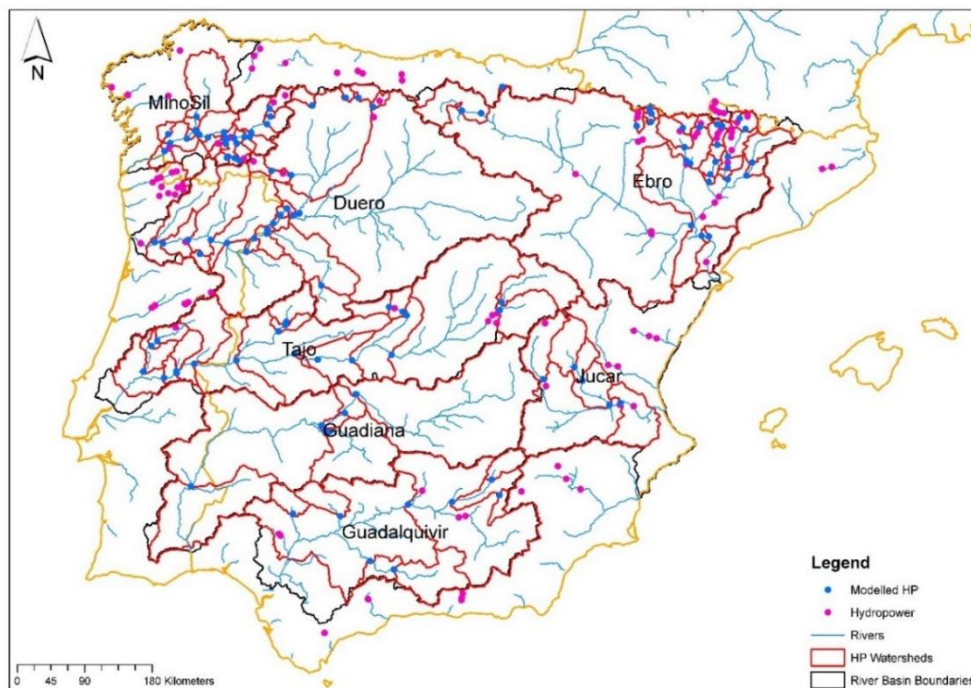 N
MinoSil
Duero
Ebro
Tajo
Jucar
Guadiana
Guadalquivir
Legend
Modelled HP
Hydropower
Rivers
HP Watersheds
River Basin Boundaries
0 45 90 180 Kilometers